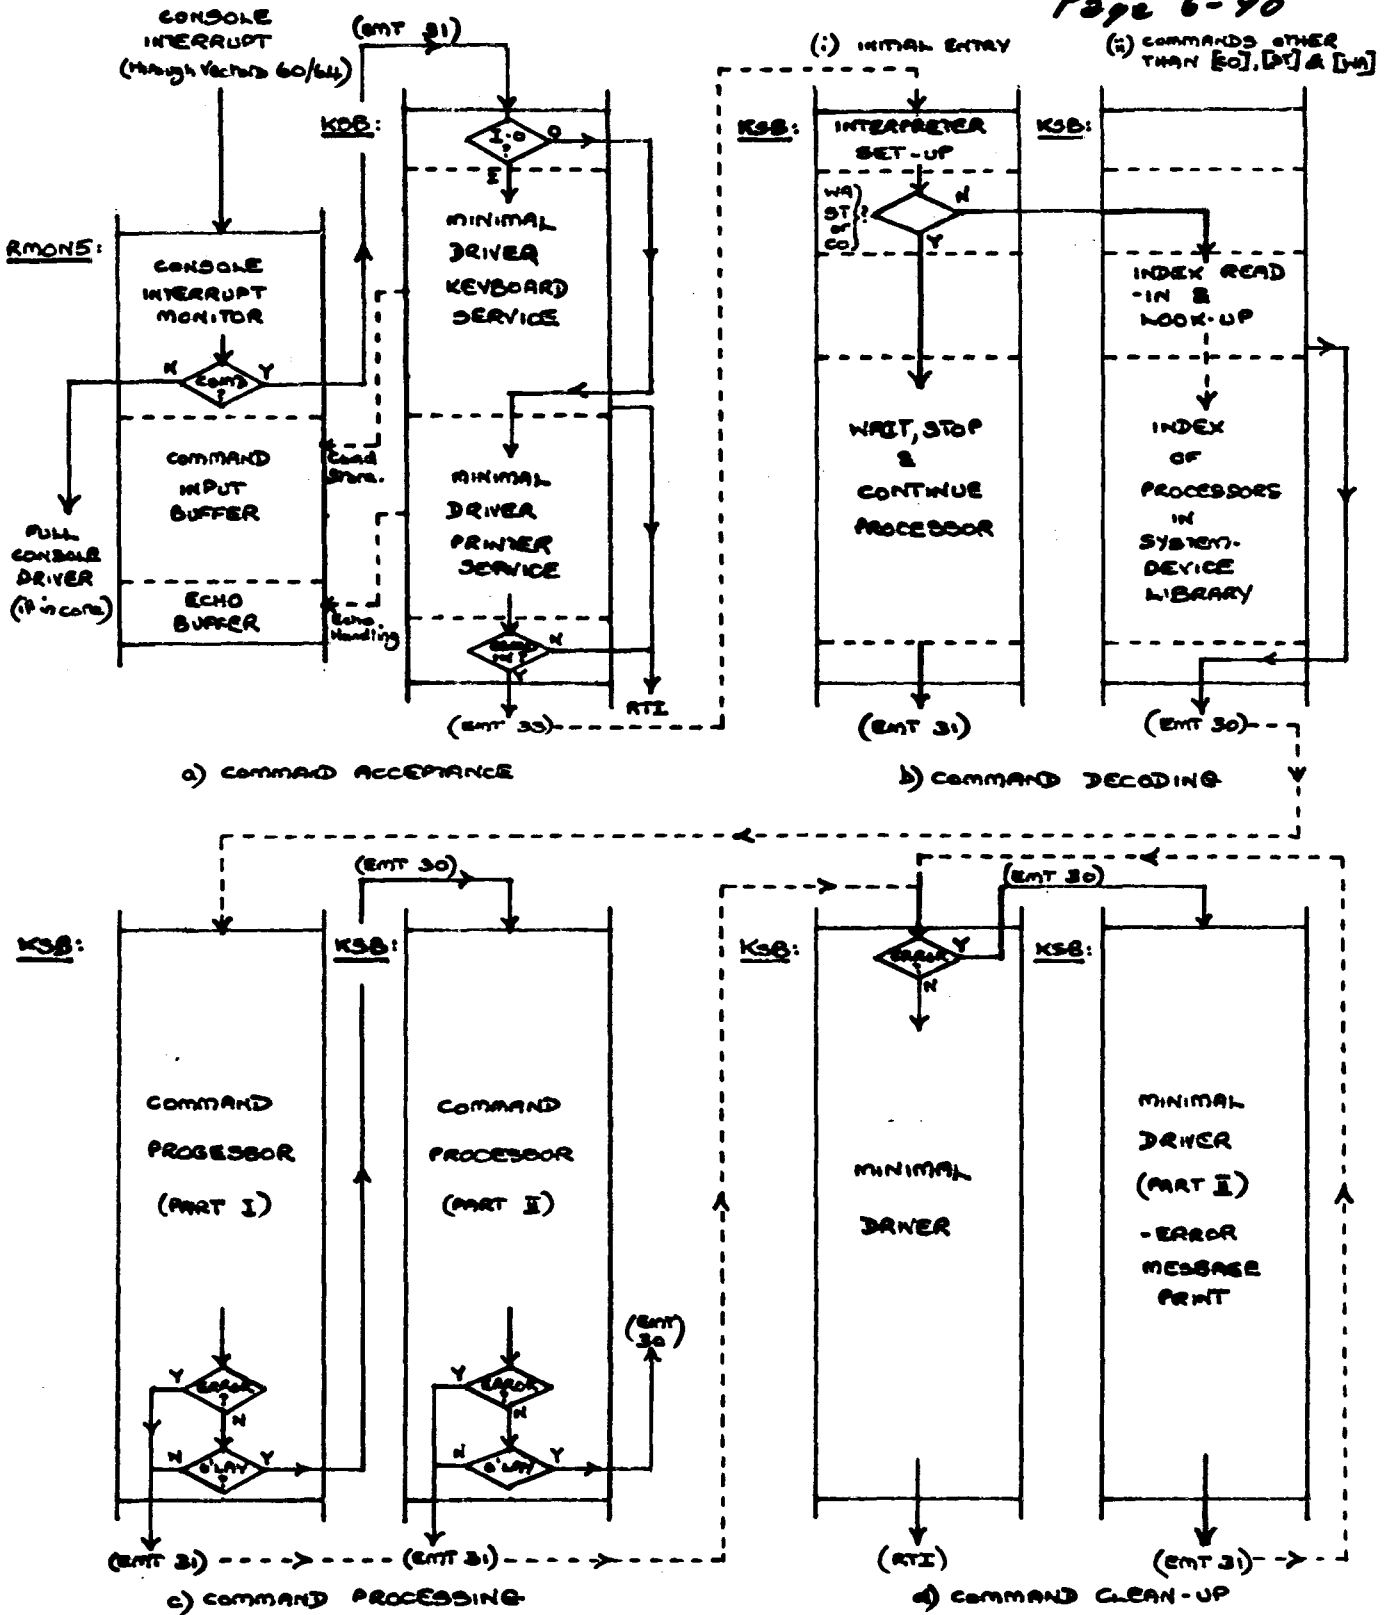 Page 6-40
CONSOLE
INTERRUPT
(through Vectors 60/64)
(EMT 31)
(i) INITIAL ENTRY
(ii) COMMANDS OTHER
THAN [CO], [ST] & [WA]
RMON5:
CONSOLE
INTERRUPT
MONITOR
COMD
?
N
Y
COMMAND
INPUT
BUFFER
ECHO
BUFFER
FULL
CONSOLE
DRIVER
(if in core)
KSB:
I·O
?
O
I
MINIMAL
DRIVER
KEYBOARD
SERVICE
Comd
Store.
MINIMAL
DRIVER
PRINTER
SERVICE
Echo
Handling
N
Y
RTI
(EMT 33)
a) COMMAND ACCEPTANCE
KSB:
INTERPRETER
SET-UP
WA
ST
or
CO
?
N
Y
WAIT, STOP
&
CONTINUE
PROCESSOR
(EMT 31)
KSB:
INDEX READ
-IN &
LOOK-UP
INDEX
OF
PROCESSORS
IN
SYSTEM-
DEVICE
LIBRARY
(EMT 30)
b) COMMAND DECODING
KSB:
COMMAND
PROCESSOR
(PART I)
ERROR
?
Y
N
O'LAY
?
N
Y
(EMT 31)
(EMT 30)
KSB:
COMMAND
PROCESSOR
(PART II)
ERROR
?
Y
N
O'LAY
?
N
Y
(EMT
30)
(EMT 31)
c) COMMAND PROCESSING
KSB:
ERROR
?
Y
N
MINIMAL
DRIVER
(RTI)
(EMT 30)
KSB:
MINIMAL
DRIVER
(PART II)
-ERROR
MESSAGE
PRINT
(EMT 31)
d) COMMAND CLEAN-UP